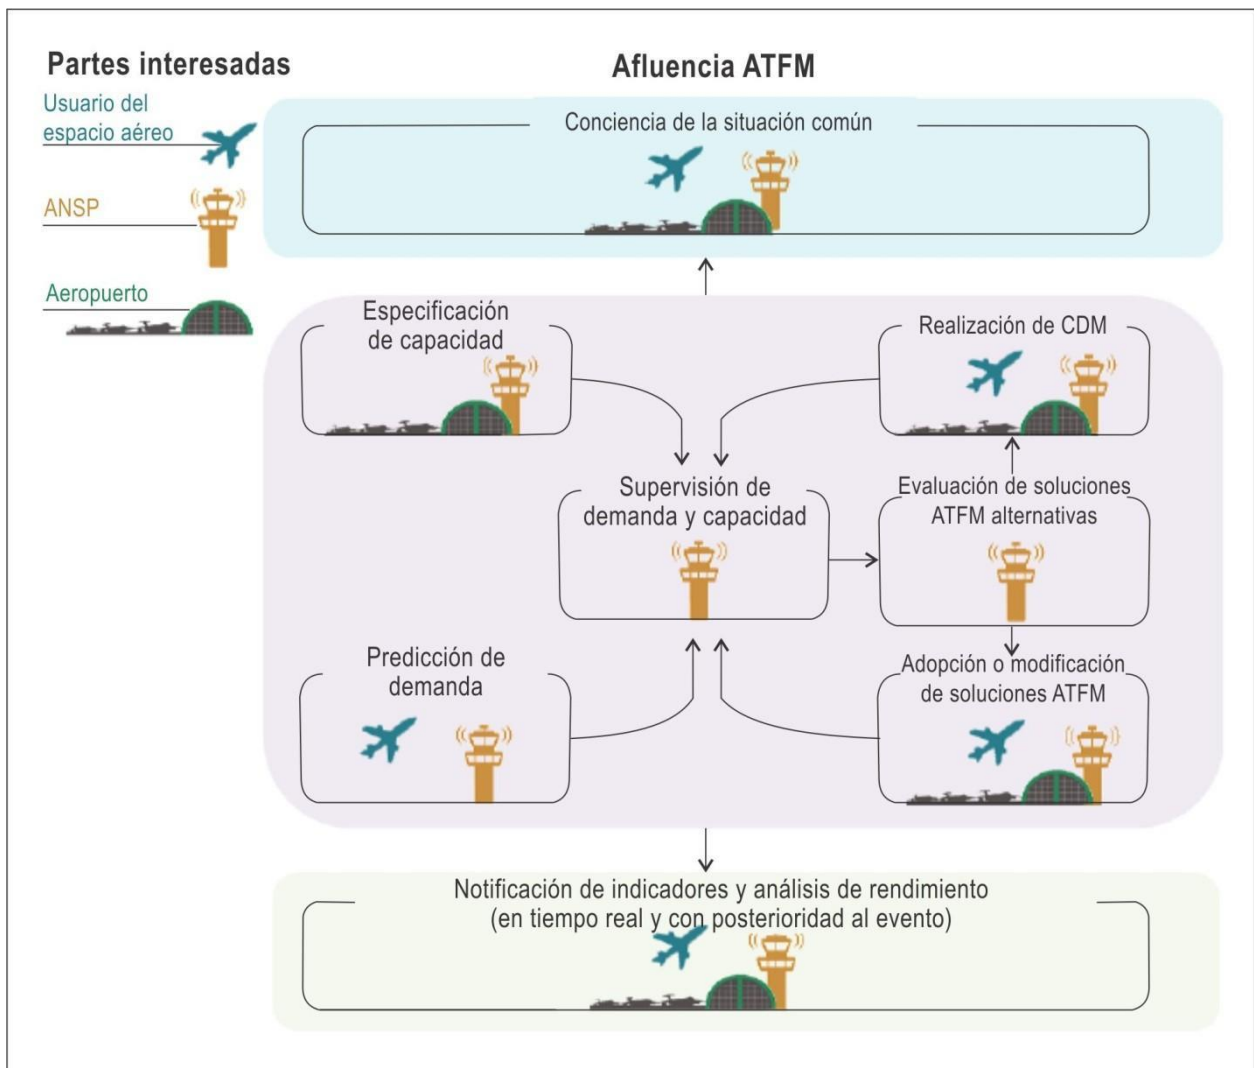 Partes interesadas
Usuario del
espacio aéreo
ANSP
Aeropuerto
Afluencia ATFM
Conciencia de la situación común
Especificación
de capacidad
Realización de CDM
Supervisión de
demanda y capacidad
Evaluación de soluciones
ATFM alternativas
Predicción de
demanda
Adopción o modificación
de soluciones ATFM
Notificación de indicadores y análisis de rendimiento
(en tiempo real y con posterioridad al evento)